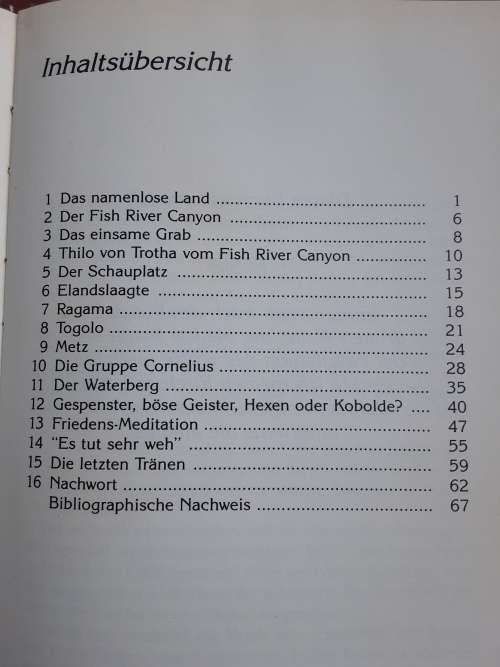 Inhaltsübersicht
1 Das namenlose Land ........................................ 1
2 Der Fish River Canyon ..................................... 6
3 Das einsame Grab ............................................ 8
4 Thilo von Trotha vom Fish River Canyon .............. 10
5 Der Schauplatz ................................................ 13
6 Elandslaagte .................................................... 15
7 Ragama .......................................................... 18
8 Togolo ............................................................ 21
9 Metz ............................................................... 24
10 Die Gruppe Cornelius ........................................ 28
11 Der Waterberg .................................................. 35
12 Gespenster, böse Geister, Hexen oder Kobolde? .... 40
13 Friedens-Meditation .......................................... 47
14 "Es tut sehr weh" .............................................. 55
15 Die letzten Tränen ............................................ 59
16 Nachwort ........................................................ 62
Bibliographische Nachweis .................................. 67